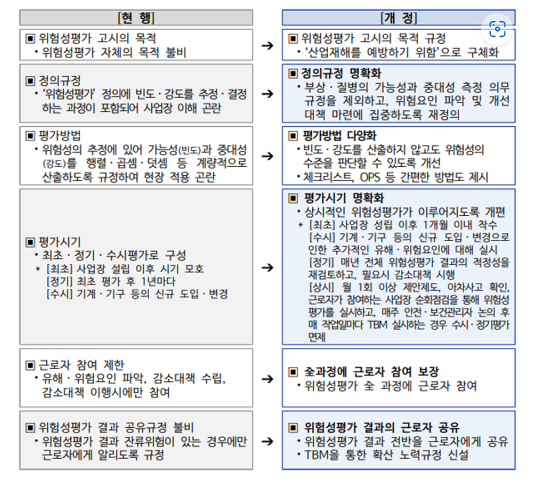 [현 행]
▣ 위험성평가 고시의 목적
• 위험성평가 자체의 목적 불비
▣ 정의규정
• '위험성평가' 정의에 빈도·강도를 추정·결정
하는 과정이 포함되어 사업장 이해 곤란
▣ 평가방법
• 위험성의 추정에 있어 가능성(빈도)과 중대성
(강도)를 행렬·곱셈·덧셈 등 계량적으로
산출하도록 규정하여 현장 적용 곤란
▣ 평가시기
• 최초·정기·수시평가로 구성
* [최초] 사업장 설립 이후 시기 모호
[정기] 최초 평가 후 1년마다
[수시] 기계·기구 등의 신규 도입·변경
▣ 근로자 참여 제한
• 유해·위험요인 파악, 감소대책 수립,
감소대책 이행시에만 참여
▣ 위험성평가 결과 공유규정 불비
• 위험성평가 결과 잔류위험이 있는 경우에만
근로자에게 알리도록 규정
➔
➔
➔
➔
➔
➔
[개 정]
▣ 위험성평가 고시의 목적 규정
• '산업재해를 예방하기 위함'으로 구체화
▣ 정의규정 명확화
• 부상·질병의 가능성과 중대성 측정 의무
규정을 제외하고, 위험요인 파악 및 개선
대책 마련에 집중하도록 재정의
▣ 평가방법 다양화
• 빈도·강도를 산출하지 않고도 위험성의
수준을 판단할 수 있도록 개선
• 체크리스트, OPS 등 간편한 방법도 제시
▣ 평가시기 명확화
• 상시적인 위험성평가가 이루어지도록 개편
* [최초] 사업장 성립 이후 1개월 이내 착수
[수시] 기계·기구 등의 신규 도입·변경으로
인한 추가적인 유해·위험요인에 대해 실시
[정기] 매년 전체 위험성평가 결과의 적정성을
재검토하고, 필요시 감소대책 시행
[상시] 월 1회 이상 제안제도, 아차사고 확인,
근로자가 참여하는 사업장 순회점검을 통해 위험성
평가를 실시하고, 매주 안전·보건관리자 논의 후
매 작업일마다 TBM 실시하는 경우 수시·정기평가
면제
▣ 全과정에 근로자 참여 보장
• 위험성평가 全 과정에 근로자 참여
▣ 위험성평가 결과의 근로자 공유
• 위험성평가 결과 전반을 근로자에게 공유
• TBM을 통한 확산 노력규정 신설